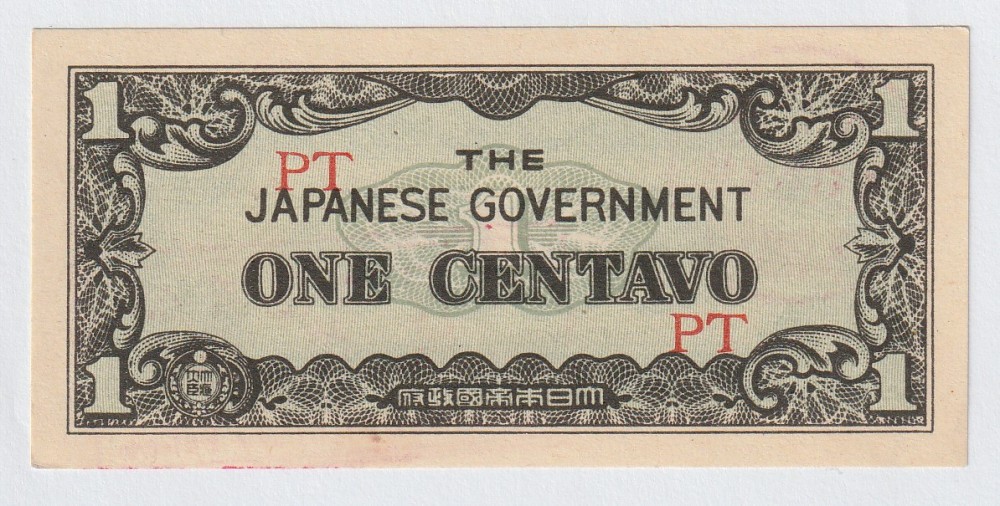 1 1
PT
THE
JAPANESE GOVERNMENT
ONE CENTAVO
PT
1 1
府政國帝本日大